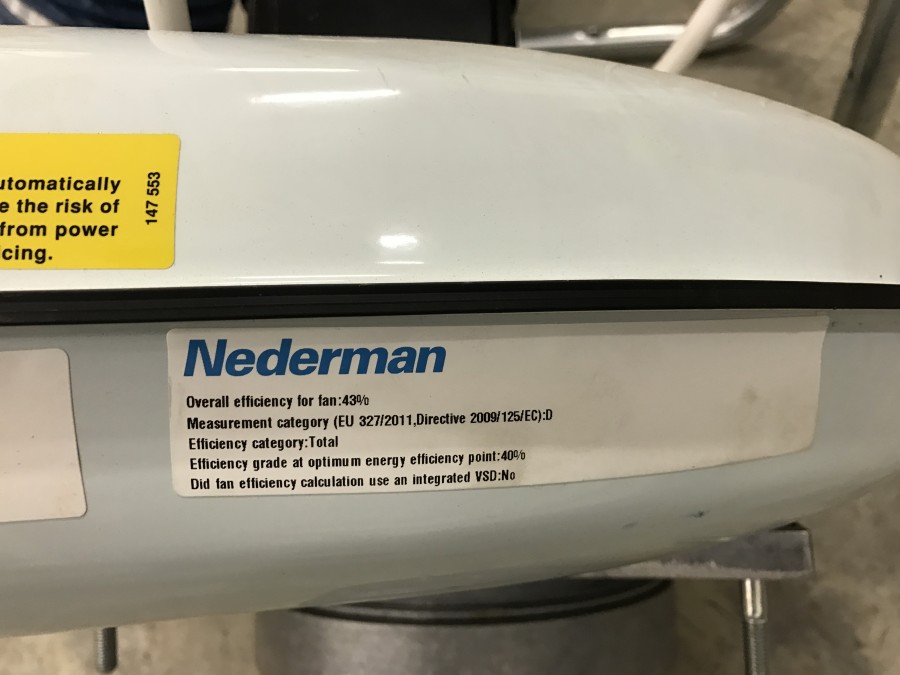 utomatically
e the risk of
from power
icing.
147 553
Nederman
Overall efficiency for fan:43%
Measurement category (EU 327/2011,Directive 2009/125/EC):D
Efficiency category:Total
Efficiency grade at optimum energy efficiency point:40%
Did fan efficiency calculation use an integrated VSD:No